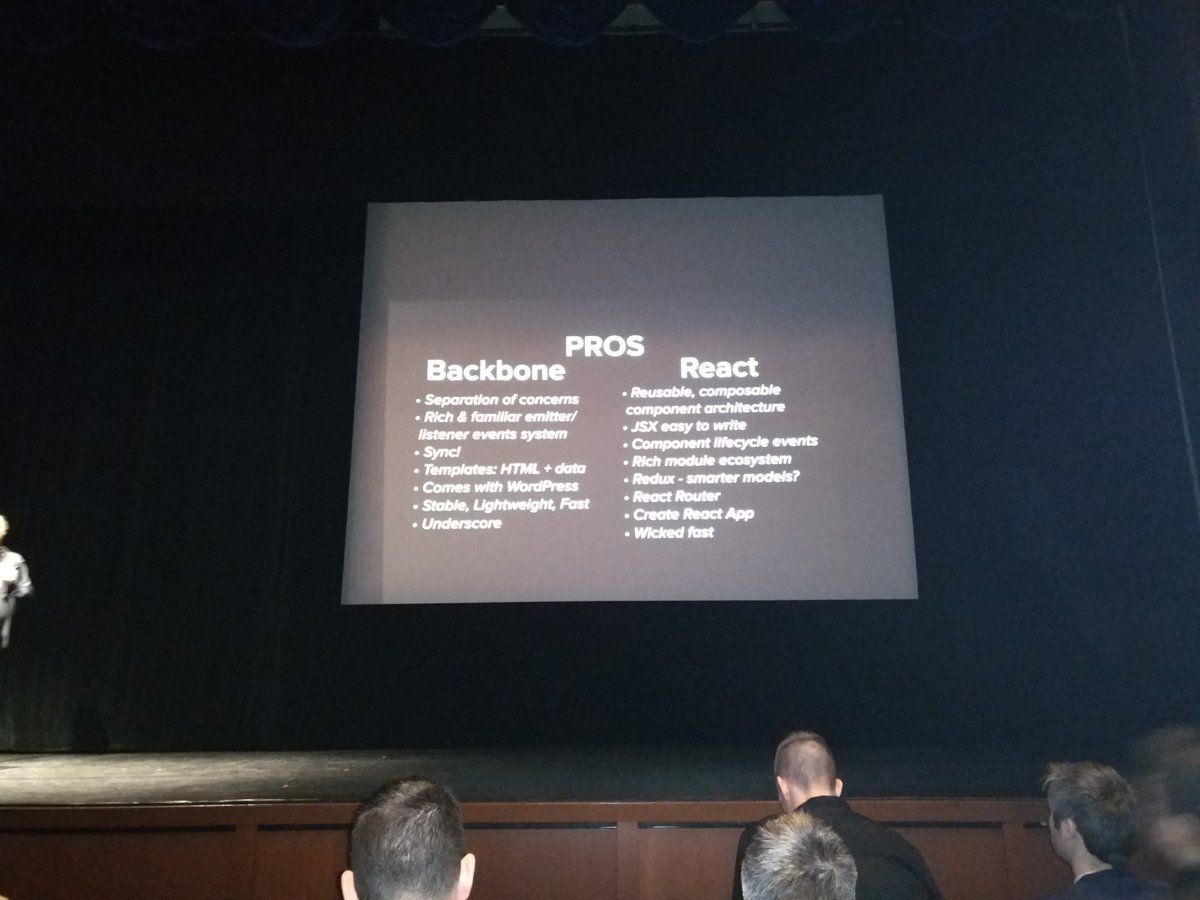 PROS
Backbone
• Separation of concerns
• Rich & familiar emitter/
listener events system
• Sync!
• Templates: HTML + data
• Comes with WordPress
• Stable, Lightweight, Fast
• Underscore
React
• Reusable, composable
component architecture
• JSX easy to write
• Component lifecycle events
• Rich module ecosystem
• Redux - smarter models?
• React Router
• Create React App
• Wicked fast